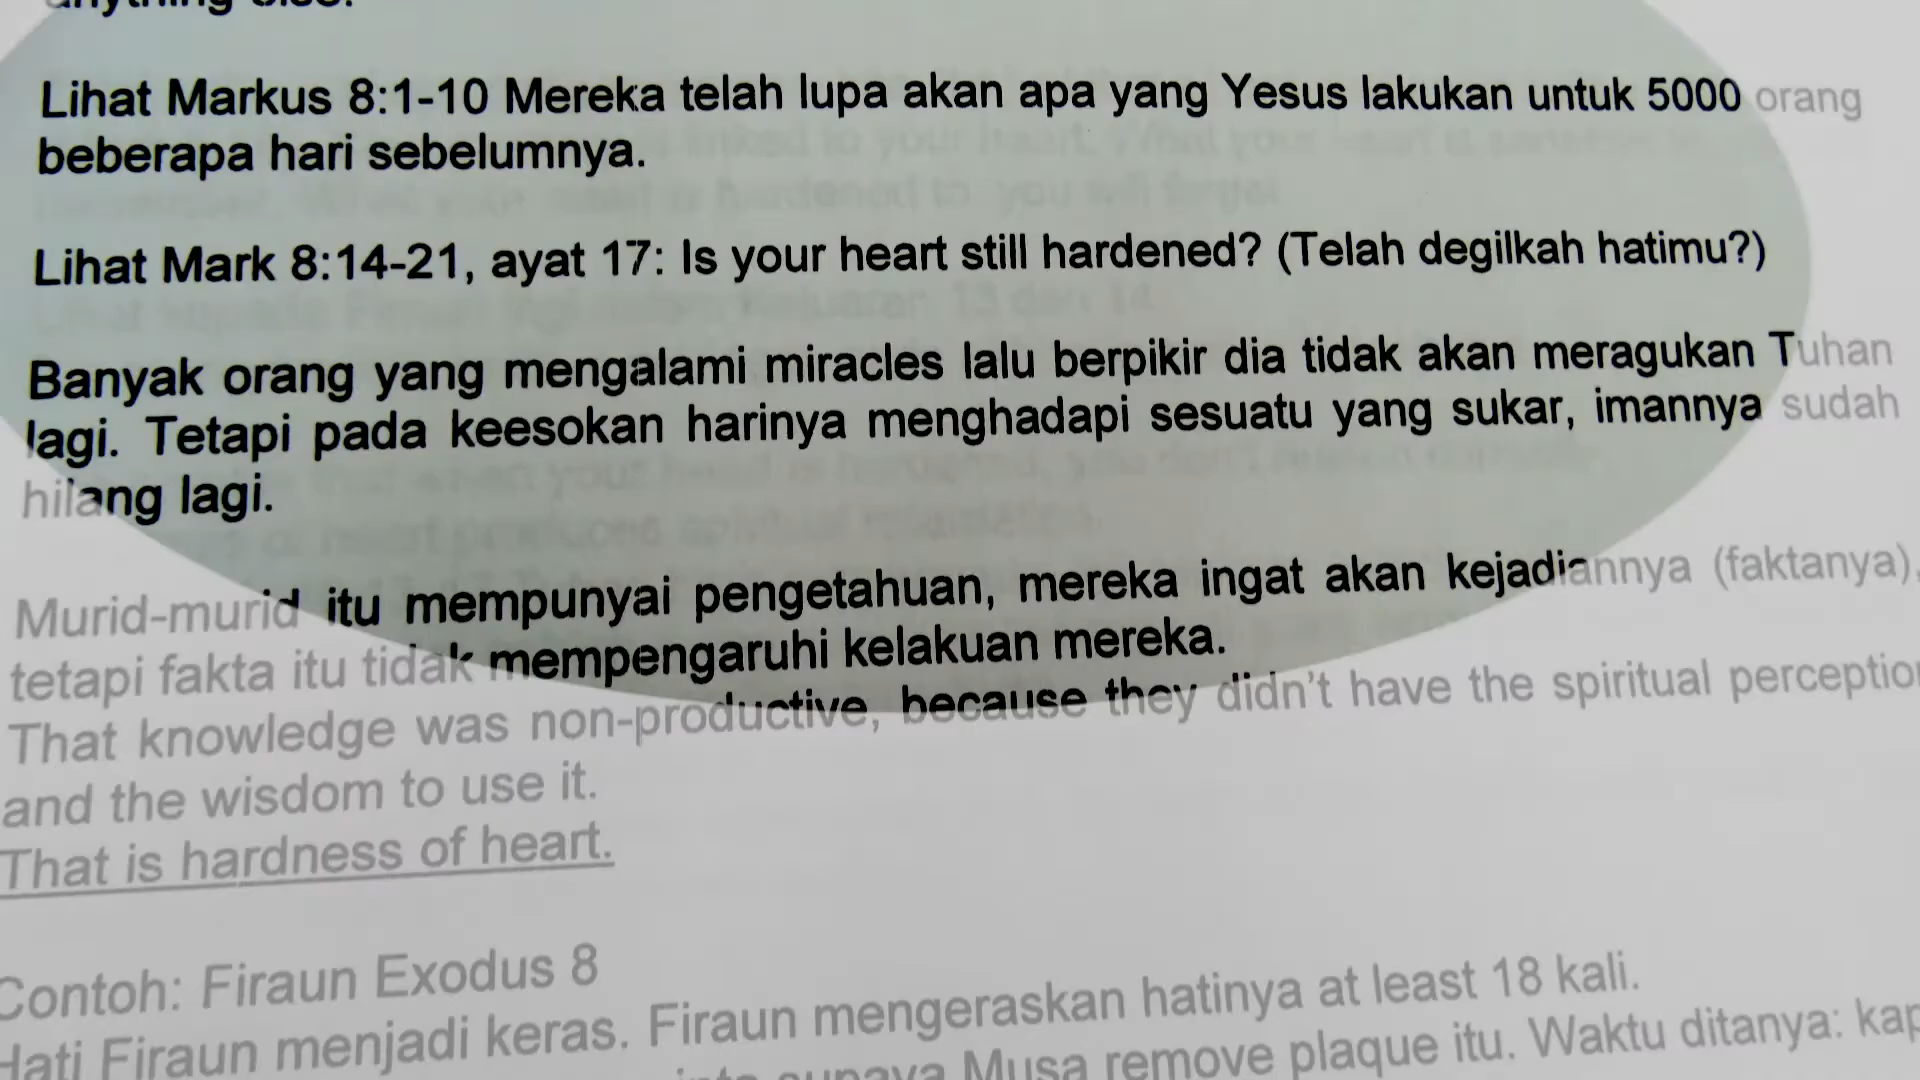 anything else.
Lihat Markus 8:1-10 Mereka telah lupa akan apa yang Yesus lakukan untuk 5000 orang
beberapa hari sebelumnya.
Lihat Mark 8:14-21, ayat 17: Is your heart still hardened? (Telah degilkah hatimu?)
Banyak orang yang mengalami miracles lalu berpikir dia tidak akan meragukan Tuhan
lagi. Tetapi pada keesokan harinya menghadapi sesuatu yang sukar, imannya sudah
hilang lagi.
Murid-murid itu mempunyai pengetahuan, mereka ingat akan kejadiannya (faktanya),
tetapi fakta itu tidak mempengaruhi kelakuan mereka.
That knowledge was non-productive, because they didn't have the spiritual perception
and the wisdom to use it.
That is hardness of heart.
Contoh: Firaun Exodus 8
Hati Firaun menjadi keras. Firaun mengeraskan hatinya at least 18 kali.
supaya Musa remove plaque itu. Waktu ditanya: